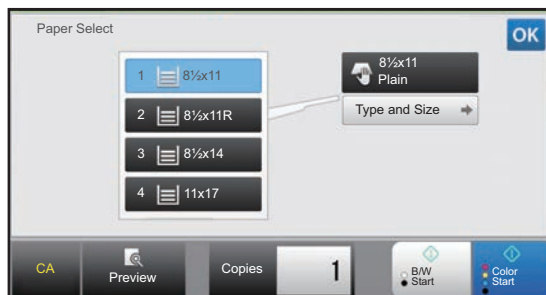 Paper Select
OK
1 8½x11
2 8½x11R
3 8½x14
4 11x17
8½x11
Plain
Type and Size
CA
Preview
Copies
1
B/W
Start
Color
Start